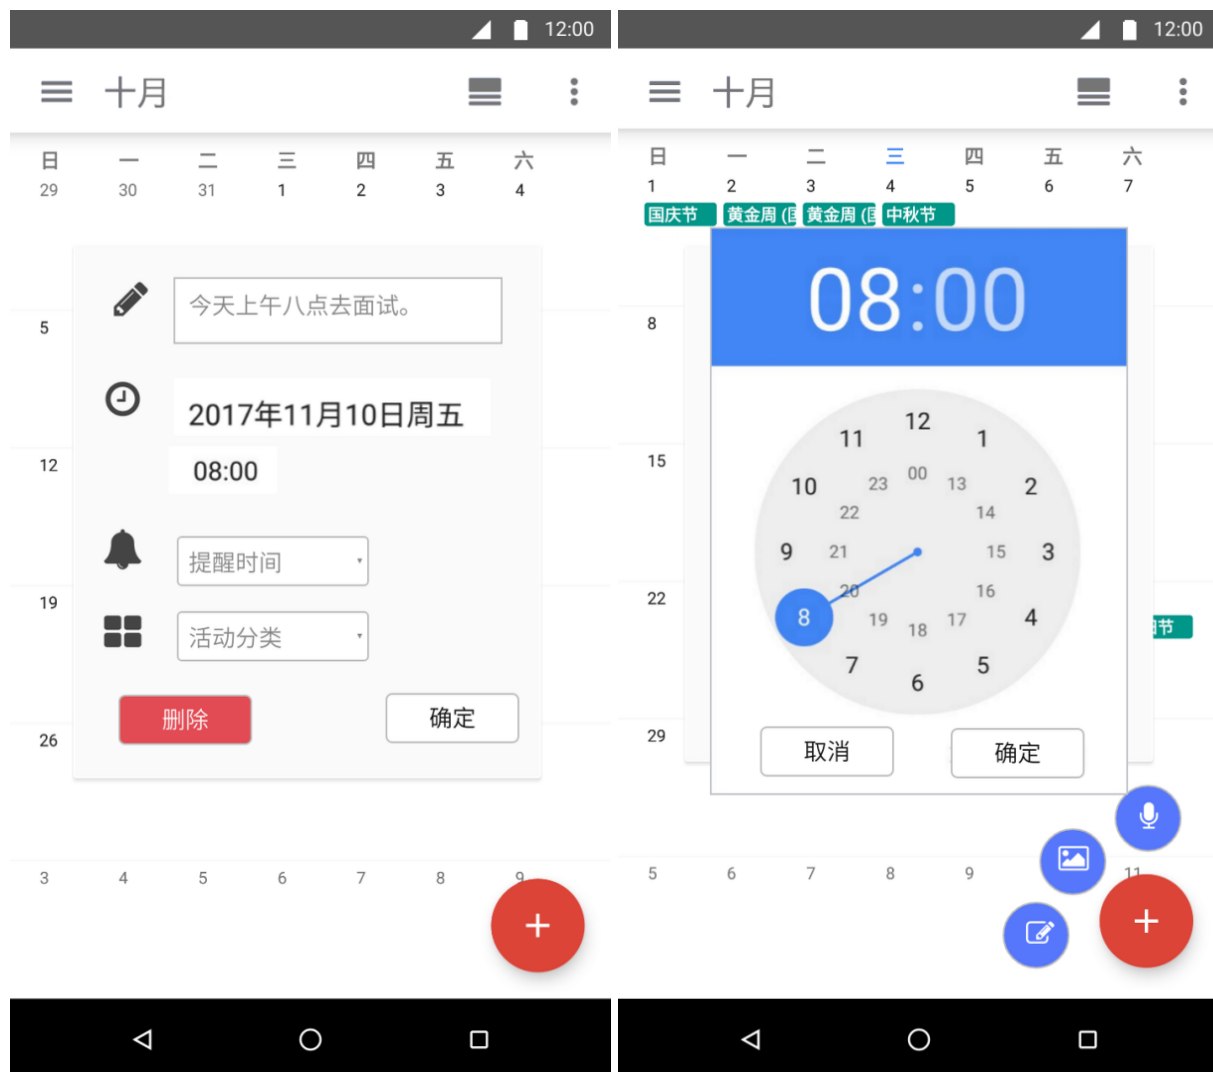 12:00
十月
日 一 二 三 四 五 六
29 30 31 1 2 3 4
今天上午八点去面试。
5
2017年11月10日周五
08:00
12
提醒时间
19
活动分类
删除 确定
26
3 4 5 6 7 8 9
+
12:00
十月
日 一 二 三 四 五 六
1 2 3 4 5 6 7
国庆节 黄金周 (国 黄金周 (国 中秋节
08:00
8
12
11 1
10 2
00
23 13
22 14
15
9 21 15 3
20 16
22
8 4
19 17
18
节
7 5
6
29
取消 确定
5 6 7 8 9 11
+